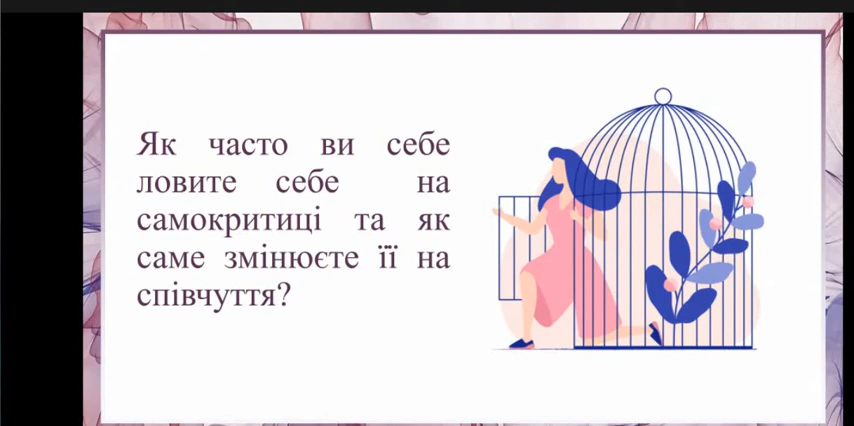 Як часто ви себе
ловите себе на
самокритиці та як
саме змінюєте її на
співчуття?